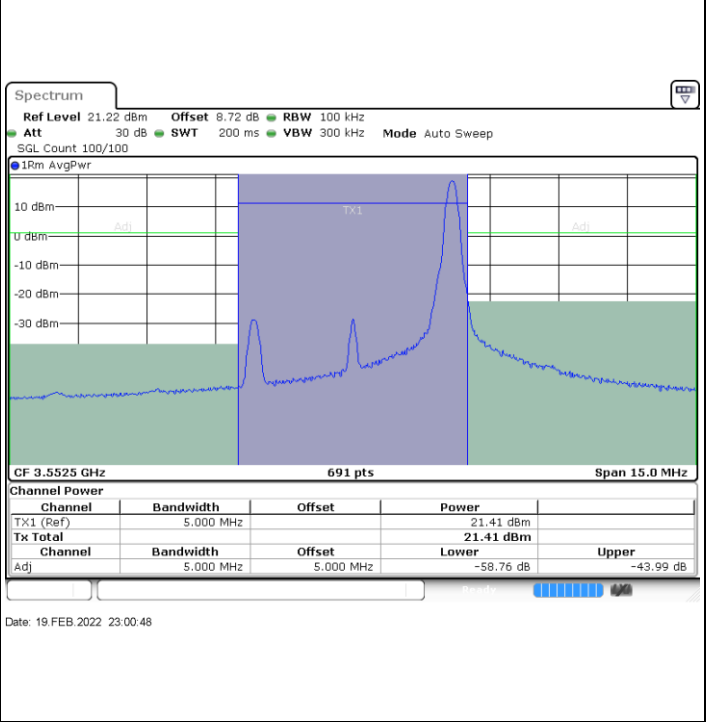 Spectrum
Ref Level 21.22 dBm Offset 8.72 dB RBW 100 kHz
Att 30 dB SWT 200 ms VBW 300 kHz Mode Auto Sweep
SGL Count 100/100
1Rm AvgPwr
10 dBm
TX1
Adj
Adj
0 dBm
-10 dBm
-20 dBm
-30 dBm
CF 3.5525 GHz 691 pts Span 15.0 MHz
Channel Power
Channel Bandwidth Offset Power
TX1 (Ref) 5.000 MHz 21.41 dBm
Tx Total 21.41 dBm
Channel Bandwidth Offset Lower Upper
Adj 5.000 MHz 5.000 MHz -58.76 dB -43.99 dB
Ready
Date: 19.FEB.2022 23:00:48